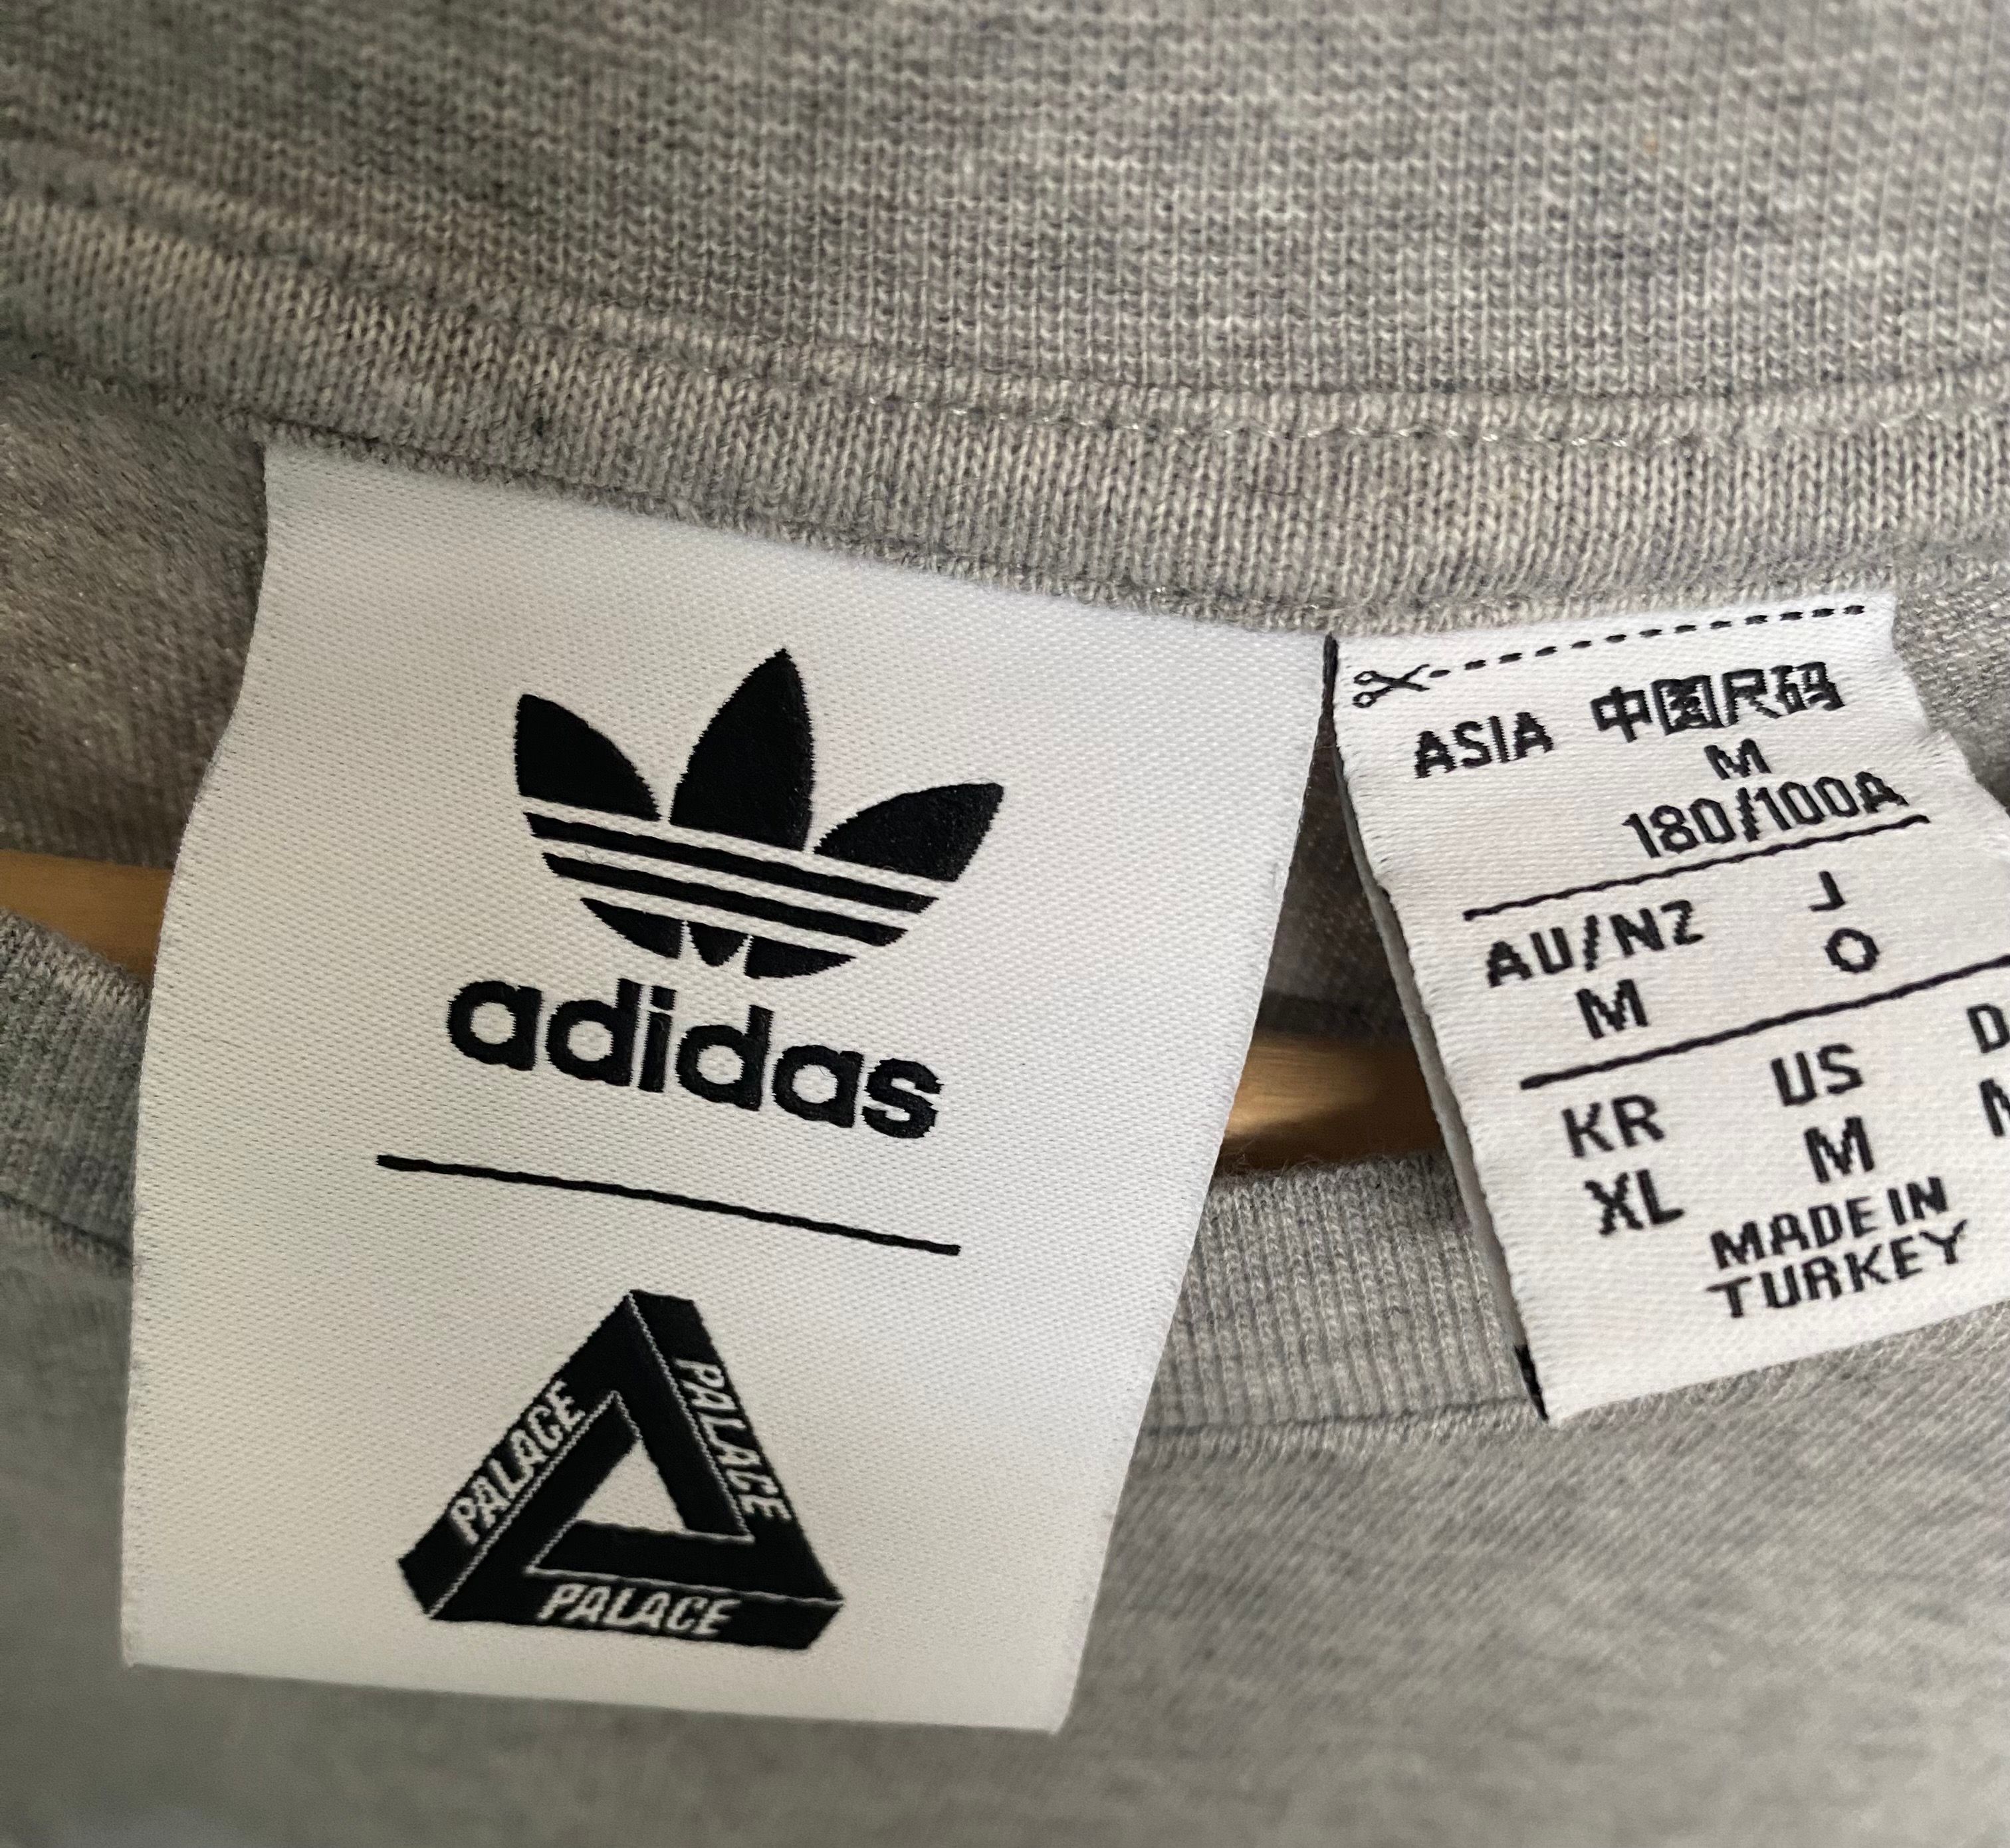 adidas
PALACE
PALACE
PALACE
ASIA 中国尺码
M
180/100A
AU/NZ J
M O
KR US D
XL M
MADE IN
TURKEY